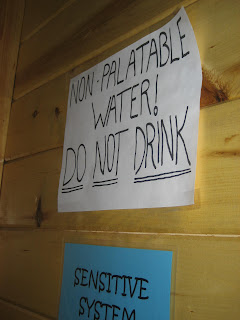 NON-PALATABLE
WATER!
DO NOT DRINK
SENSITIVE
SYSTEM